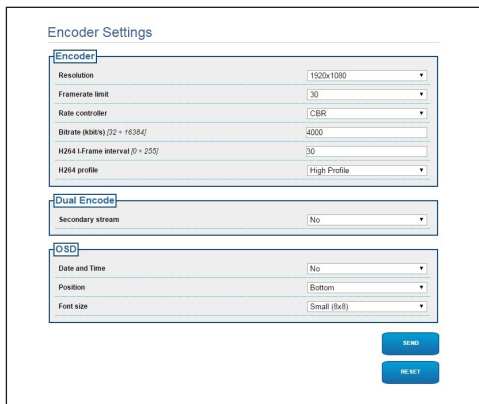 Encoder Settings
Encoder
Resolution 1920x1080
Framerate limit 30
Rate controller CBR
Bitrate (kbit/s) [32 ÷ 16384] 4000
H264 I-Frame interval [0 ÷ 255] 30
H264 profile High Profile
Dual Encode
Secondary stream No
OSD
Date and Time No
Position Bottom
Font size Small (8x8)
SEND
RESET